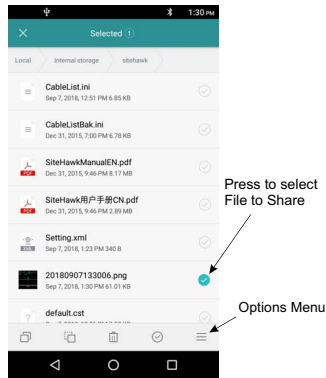 1:30 PM
Selected 1
Local Internal storage sitehawk
CableList.ini
Sep 7, 2018, 12:51 PM 6.85 KB
CableListBak.ini
Dec 31, 2015, 7:00 PM 6.78 KB
PDF
SiteHawkManualEN.pdf
Dec 31, 2015, 9:46 PM 8.17 MB
PDF
SiteHawk用户手册CN.pdf
Dec 31, 2015, 9:46 PM 2.89 MB
Press to select
File to Share
XML
Setting.xml
Sep 7, 2018, 1:23 PM 340 B
20180907133006.png
Sep 7, 2018, 1:30 PM 61.01 KB
Options Menu
?
default.cst